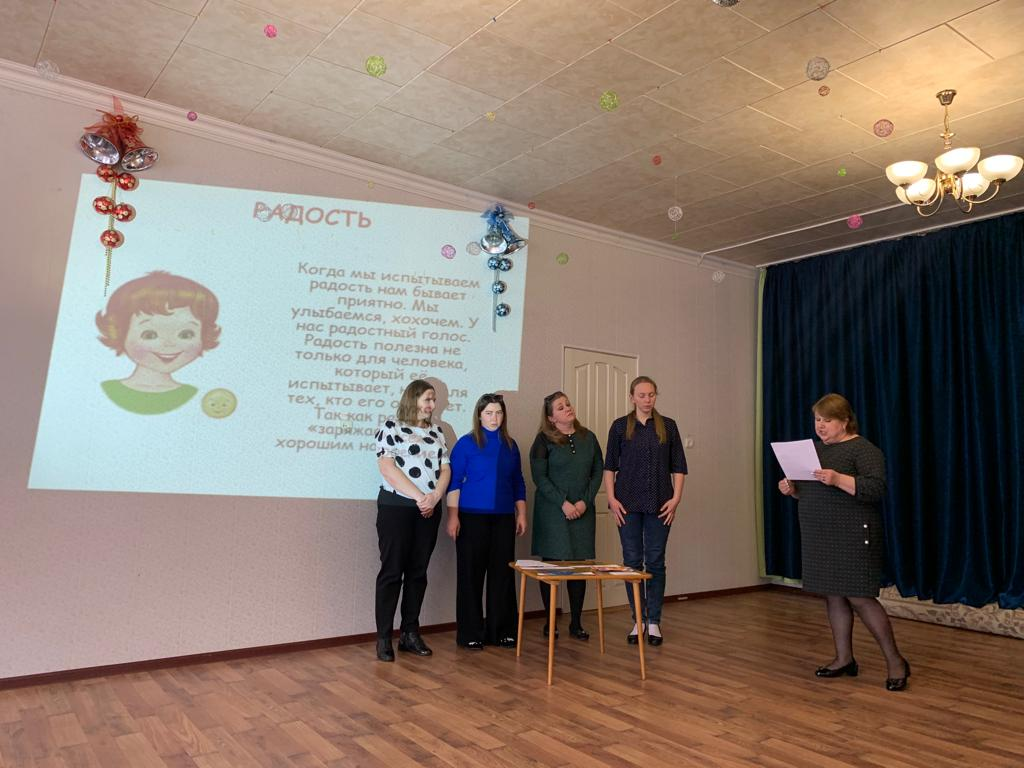 РАДОСТЬ
Когда мы испытываем
радость нам бывает
приятно. Мы
улыбаемся, хохочем. У
нас радостный голос.
Радость полезна не
только для человека,
который её
испытывает, для
тех, кто его
Так как
хорошим